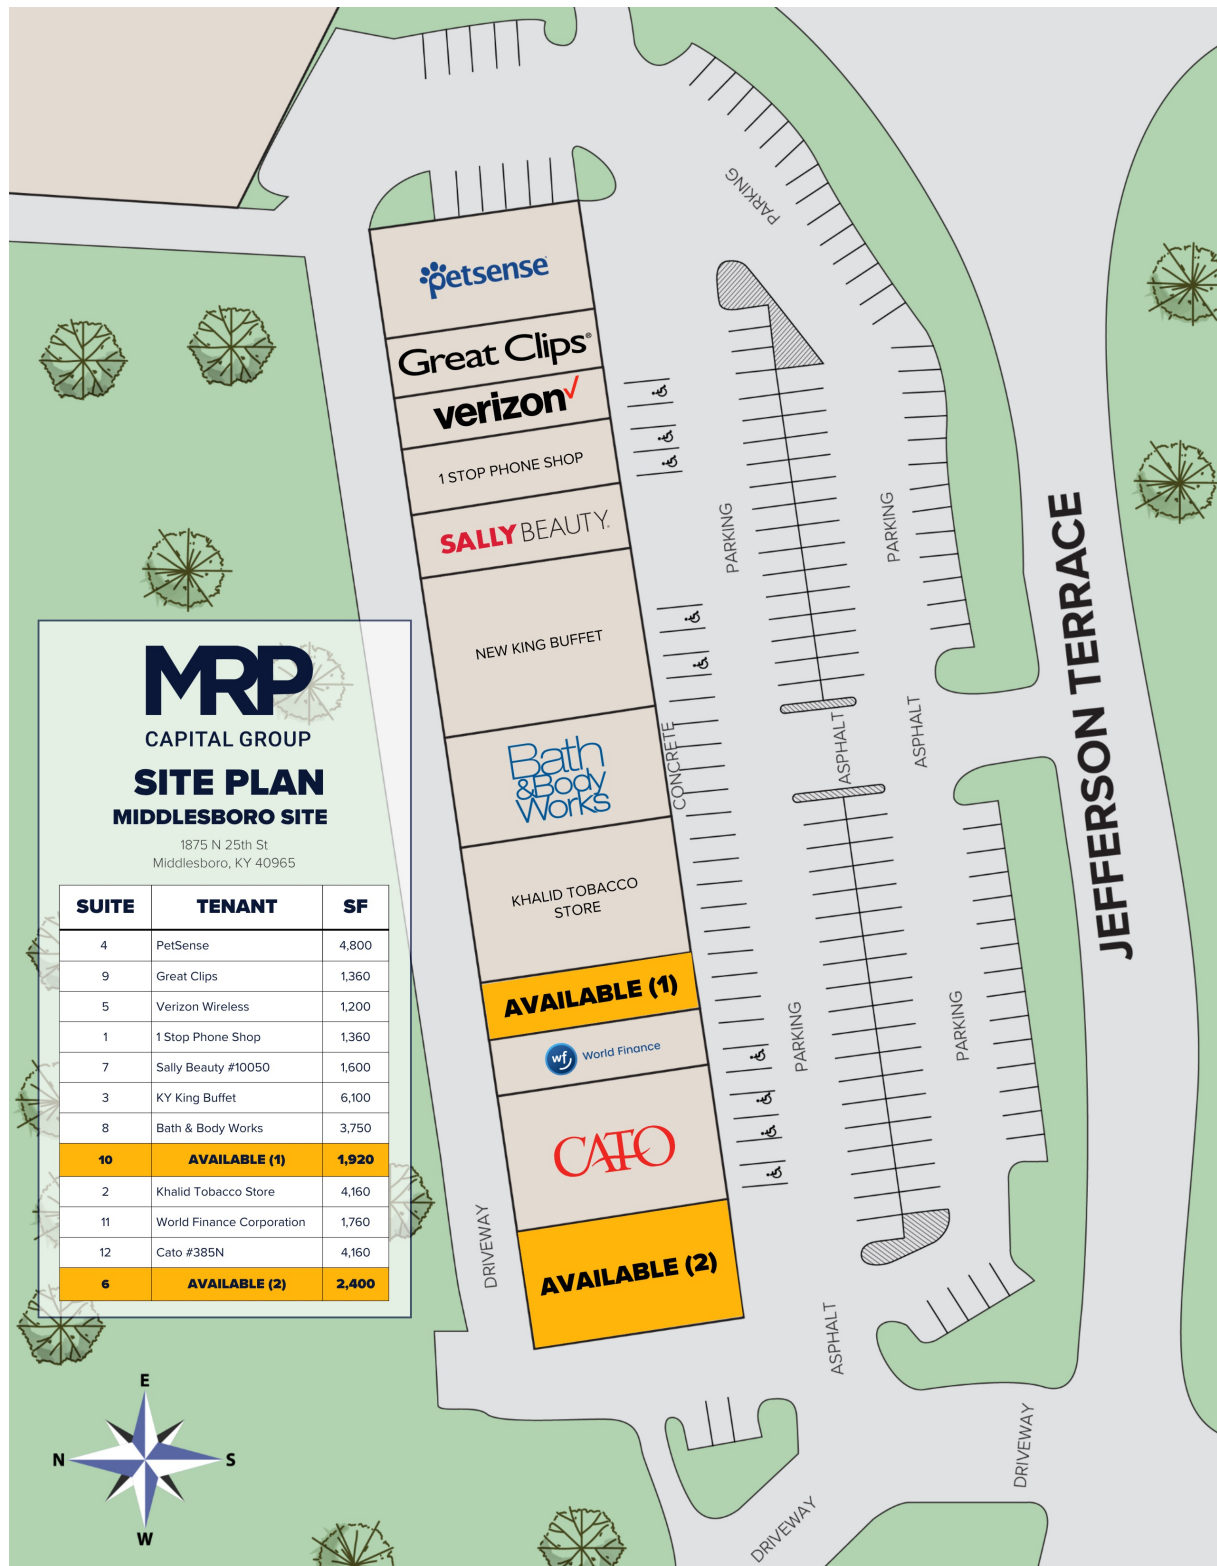 PARKING
petsense
Great Clips®
verizon
1 STOP PHONE SHOP
SALLY BEAUTY.
NEW KING BUFFET
Bath
& Body
Works
KHALID TOBACCO
STORE
AVAILABLE (1)
wf World Finance
CATO
AVAILABLE (2)
PARKING
PARKING
CONCRETE
ASPHALT
ASPHALT
JEFFERSON TERRACE
PARKING
PARKING
DRIVEWAY
ASPHALT
DRIVEWAY
DRIVEWAY
MRP
CAPITAL GROUP
SITE PLAN
MIDDLESBORO SITE
1875 N 25th St
Middlesboro, KY 40965
SUITE TENANT SF
4 PetSense 4,800
9 Great Clips 1,360
5 Verizon Wireless 1,200
1 1 Stop Phone Shop 1,360
7 Sally Beauty #10050 1,600
3 KY King Buffet 6,100
8 Bath & Body Works 3,750
10 AVAILABLE (1) 1,920
2 Khalid Tobacco Store 4,160
11 World Finance Corporation 1,760
12 Cato #385N 4,160
6 AVAILABLE (2) 2,400
E
N S
W